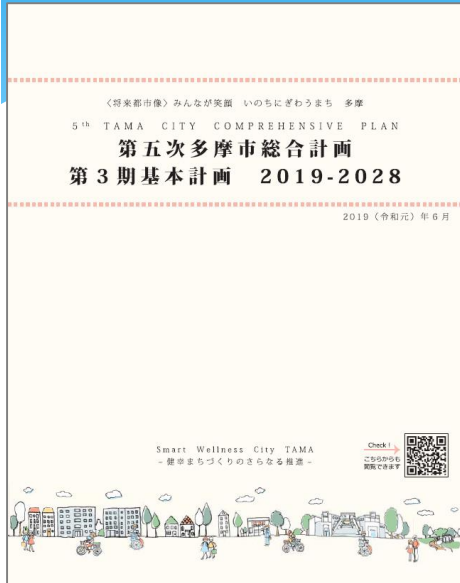 〈将来都市像〉みんなが笑顔 いのちにぎわうまち 多摩
5th TAMA CITY COMPREHENSIVE PLAN
第五次多摩市総合計画
第3期基本計画 2019-2028
2019(令和元)年6月
Smart Wellness City TAMA
~健幸まちづくりのさらなる推進~
Check!
こちらからも
閲覧できます